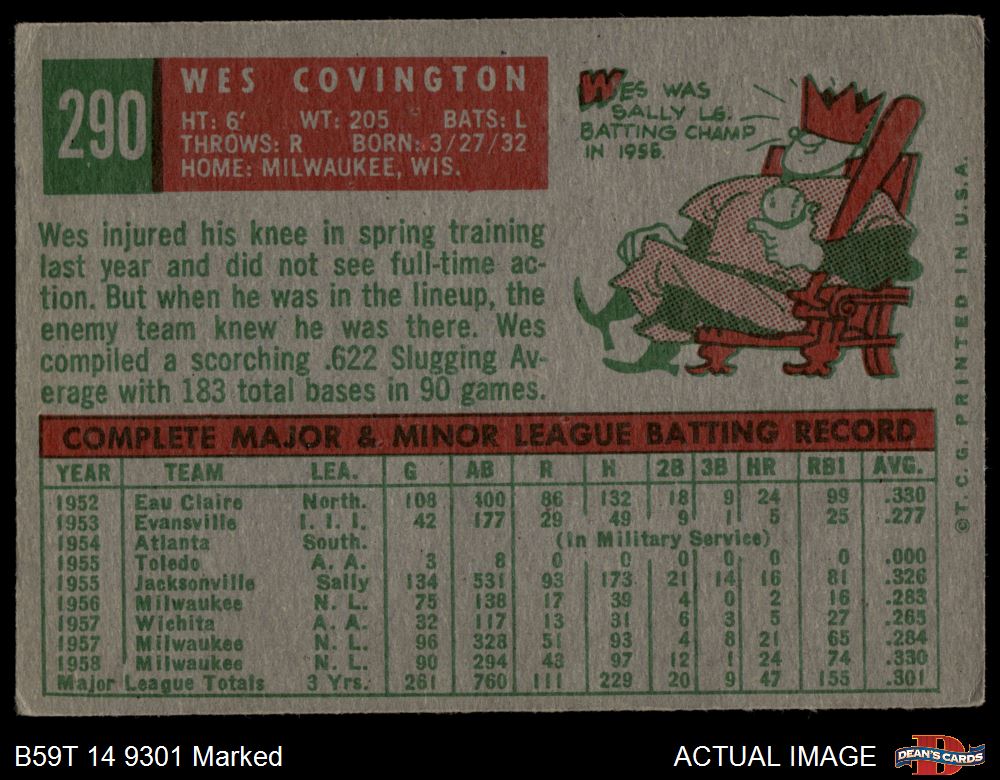 290
WES COVINGTON
HT: 6' WT: 205 BATS: L
THROWS: R BORN: 3/27/32
HOME: MILWAUKEE, WIS.
WES WAS
SALLY LG.
BATTING CHAMP
IN 1955.
Wes injured his knee in spring training
last year and did not see full-time ac-
tion. But when he was in the lineup, the
enemy team knew he was there. Wes
compiled a scorching .622 Slugging Av-
erage with 183 total bases in 90 games.
COMPLETE MAJOR & MINOR LEAGUE BATTING RECORD
YEAR TEAM LEA. G AB R H 2B 3B HR RBI AVG.
1952 Eau Claire North. 108 400 86 132 18 9 24 99 .330
1953 Evansville I. I. I. 42 177 29 49 9 1 5 25 .277
1954 Atlanta South. (In Military Service)
1955 Toledo A. A. 3 8 0 0 0 0 0 0 .000
1955 Jacksonville Sally 134 531 93 173 21 14 16 81 .326
1956 Milwaukee N. L. 75 138 17 39 4 0 2 16 .283
1957 Wichita A. A. 32 117 13 31 6 3 5 27 .265
1957 Milwaukee N. L. 96 328 51 93 4 8 21 65 .284
1958 Milwaukee N. L. 90 294 43 97 12 1 24 74 .330
Major League Totals 3 Yrs. 261 760 111 229 20 9 47 155 .301
©T.C.G. PRINTED IN U.S.A.
B59T 14 9301 Marked
ACTUAL IMAGE
DEAN'S CARDS